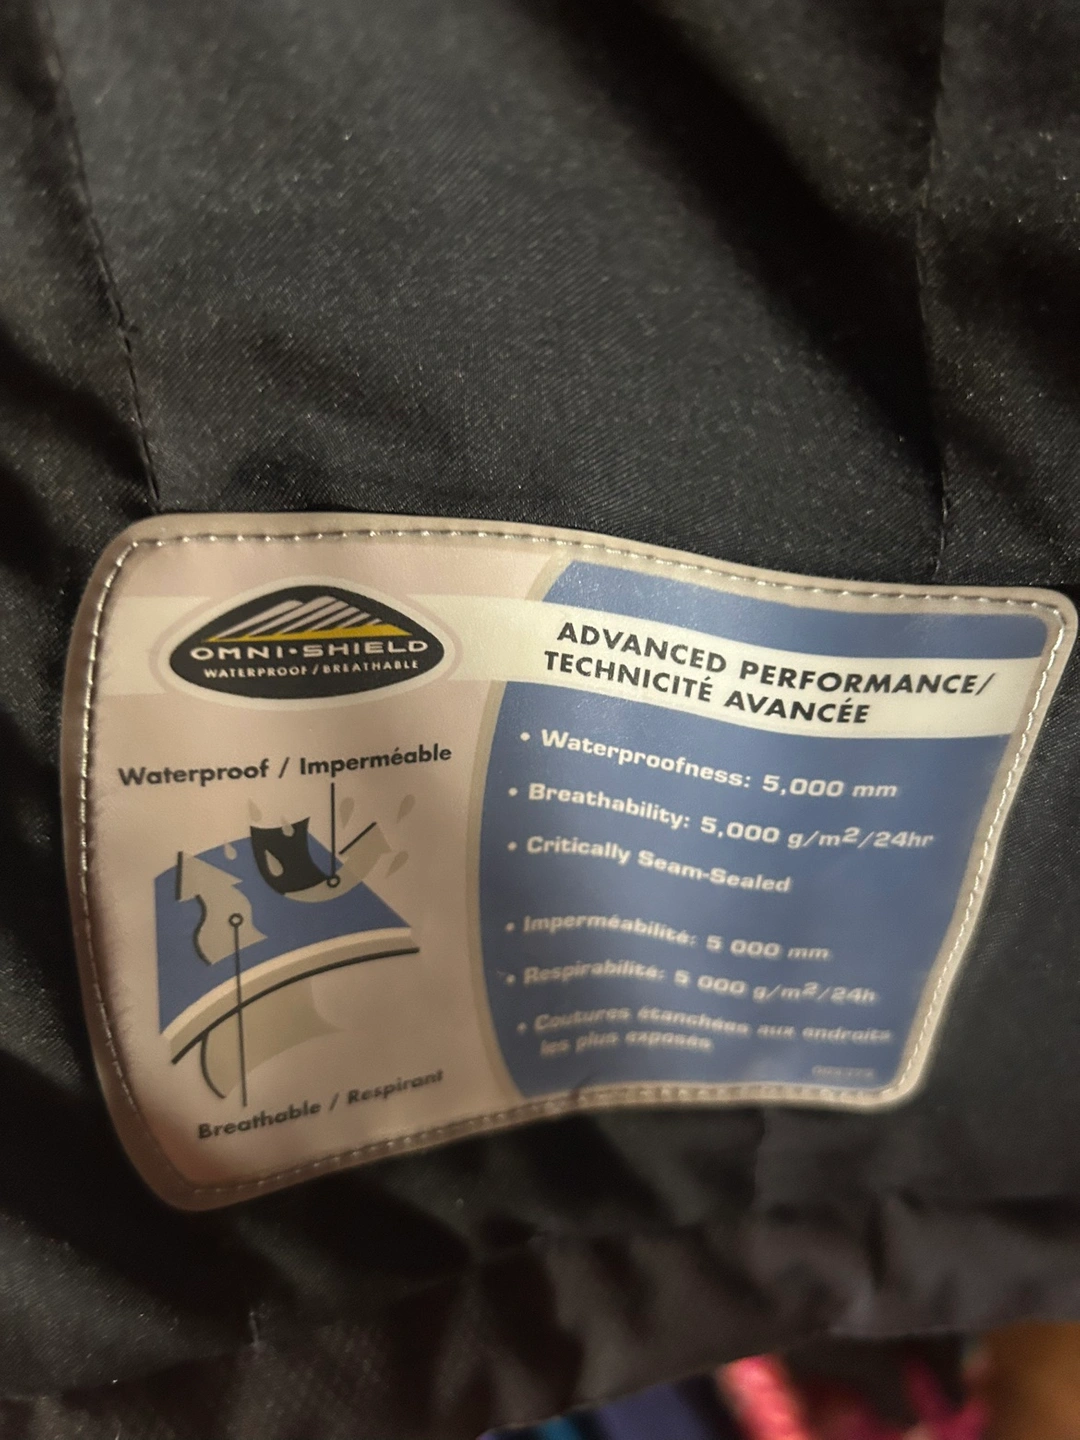 OMNI•SHIELD
WATERPROOF / BREATHABLE
Waterproof / Imperméable
Breathable / Respirant
ADVANCED PERFORMANCE/
TECHNICITÉ AVANCÉE
• Waterproofness: 5,000 mm
• Breathability: 5,000 g/m2/24hr
• Critically Seam-Sealed
• Imperméabilité: 5 000 mm
• Respirabilité: 5 000 g/m2/24h
• Coutures étanchées aux endroits
les plus exposés